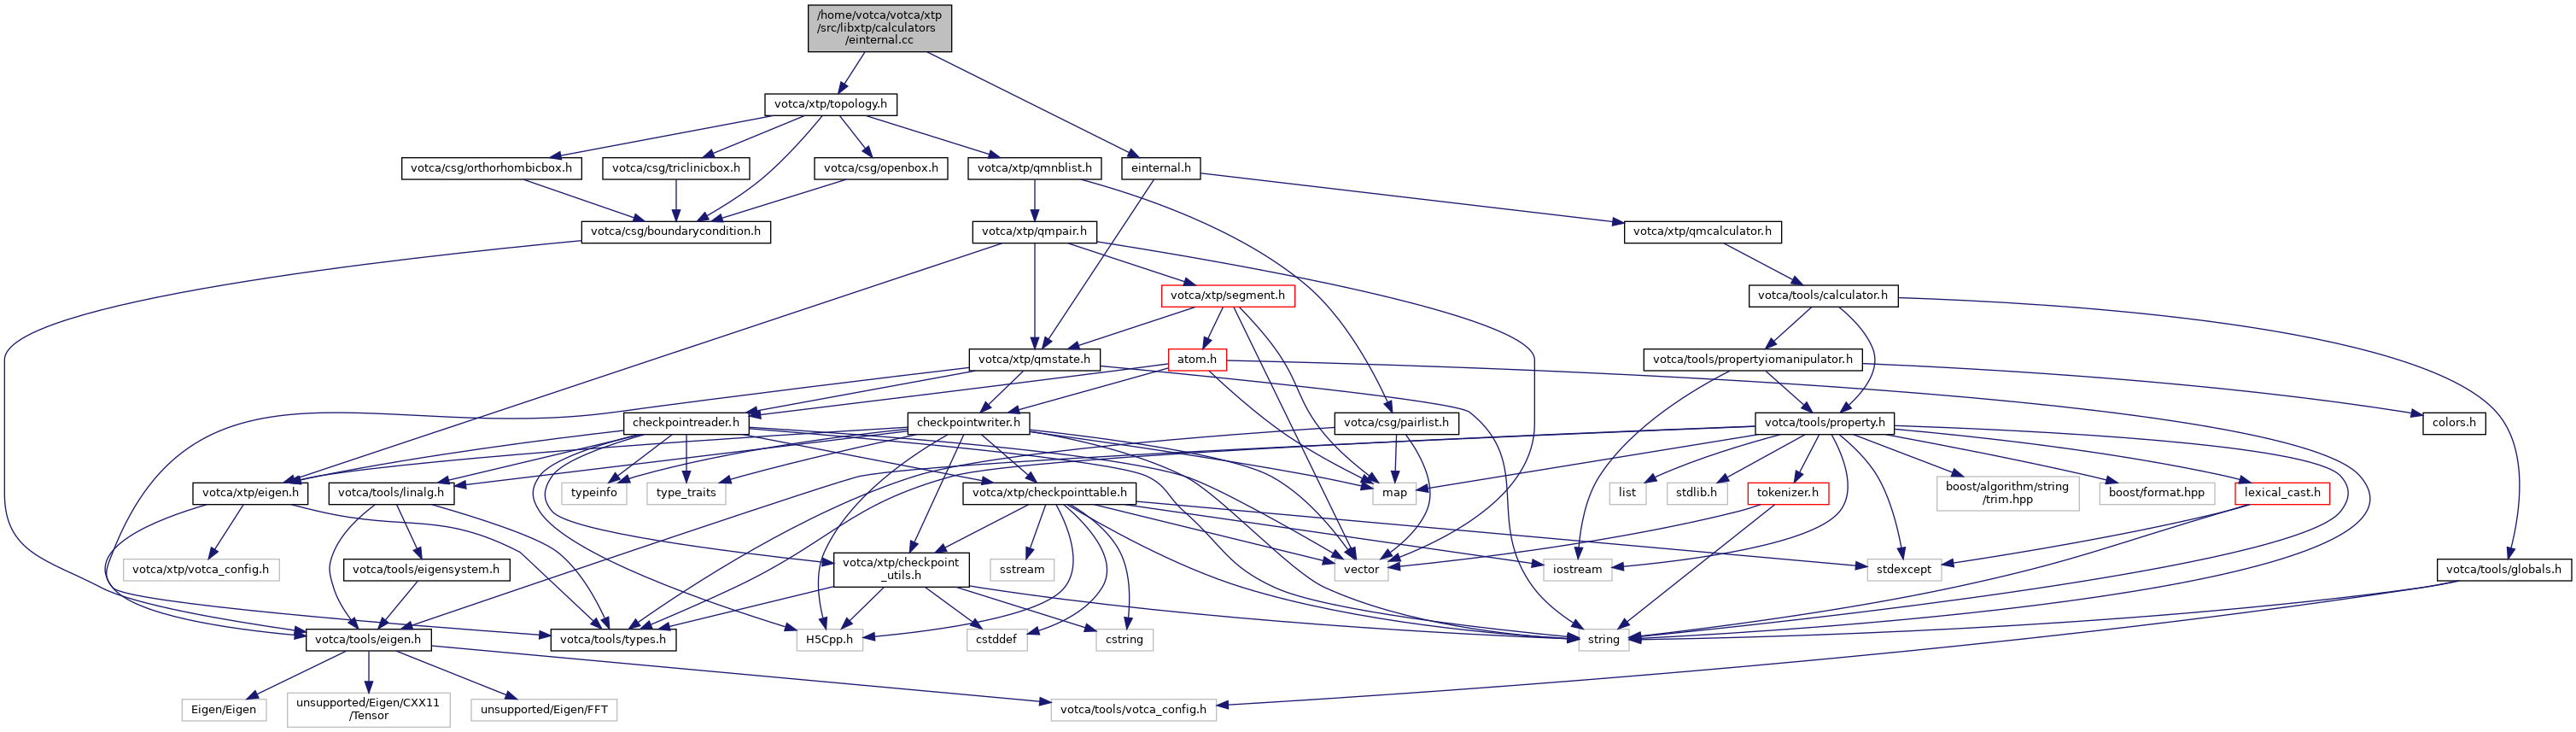 /home/votca/votca/xtp
/src/libxtp/calculators
/einternal.cc
votca/xtp/topology.h
votca/csg/orthorhombicbox.h
votca/csg/triclinicbox.h
votca/csg/openbox.h
votca/xtp/qmnblist.h
einternal.h
votca/csg/boundarycondition.h
votca/xtp/qmpair.h
votca/xtp/qmcalculator.h
votca/xtp/segment.h
votca/tools/calculator.h
votca/xtp/qmstate.h
atom.h
votca/tools/propertyiomanipulator.h
checkpointreader.h
checkpointwriter.h
votca/csg/pairlist.h
votca/tools/property.h
colors.h
votca/xtp/eigen.h
votca/tools/linalg.h
typeinfo
type_traits
votca/xtp/checkpointtable.h
map
list
stdlib.h
tokenizer.h
boost/algorithm/string
/trim.hpp
boost/format.hpp
lexical_cast.h
votca/xtp/votca_config.h
votca/tools/eigensystem.h
votca/xtp/checkpoint
_utils.h
sstream
vector
iostream
stdexcept
votca/tools/globals.h
votca/tools/eigen.h
votca/tools/types.h
H5Cpp.h
cstddef
cstring
string
Eigen/Eigen
unsupported/Eigen/CXX11
/Tensor
unsupported/Eigen/FFT
votca/tools/votca_config.h